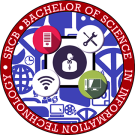 SRCB • BACHELOR OF SCIENCE IN INFORMATION TECHNOLOGY •